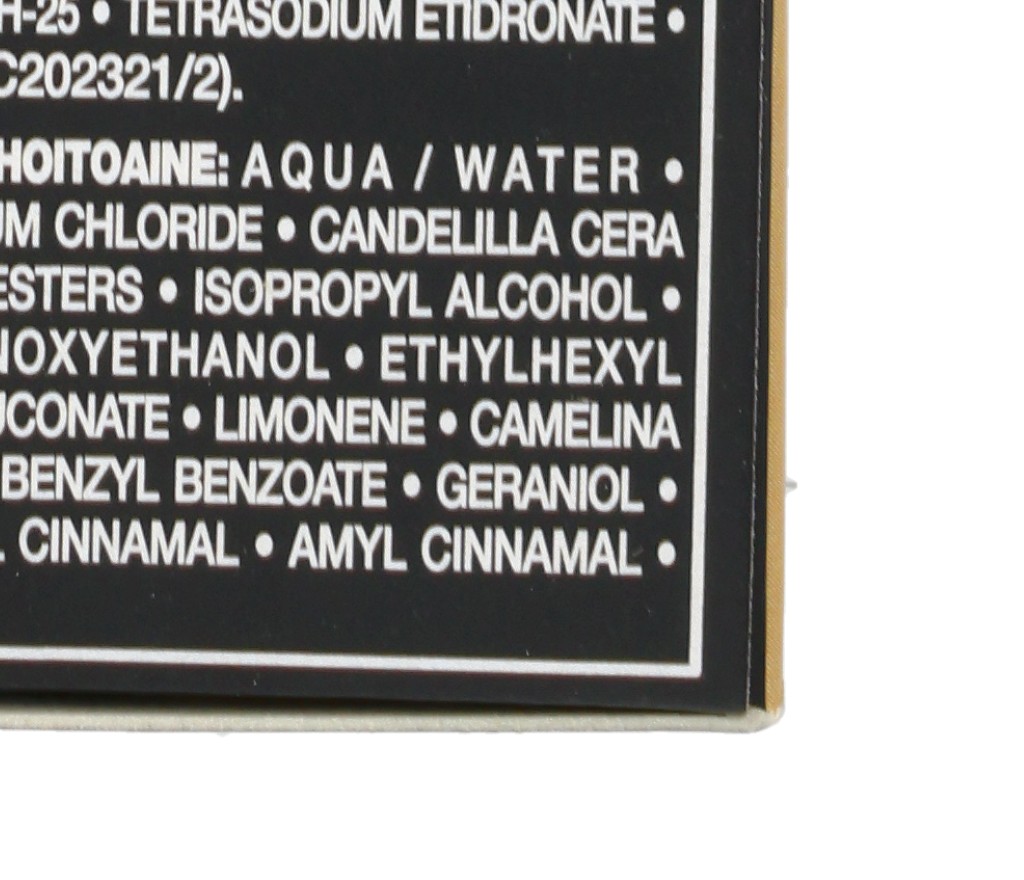 H-25 • TETRASODIUM ETIDRONATE •
C202321/2).
HOITOAINE: AQUA / WATER •
UM CHLORIDE • CANDELILLA CERA
ESTERS • ISOPROPYL ALCOHOL •
NOXYETHANOL • ETHYLHEXYL
UCONATE • LIMONENE • CAMELINA
BENZYL BENZOATE • GERANIOL •
L CINNAMAL • AMYL CINNAMAL •